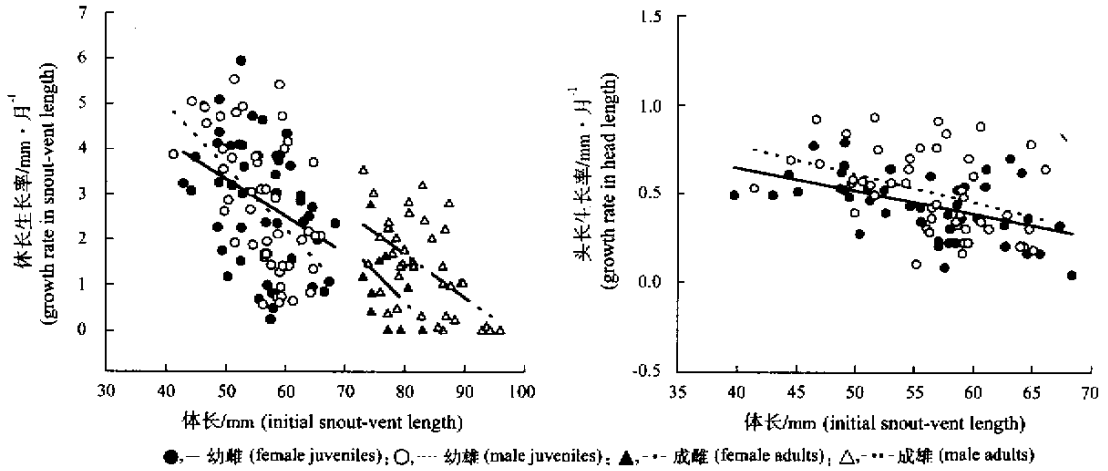 7
6
5
4
3
2
1
0
体长生长率/mm·月-1
(growth rate in snout-vent length)
30 40 50 60 70 80 90 100
体长/mm (initial snout-vent length)
1.5
1.0
0.5
0.0
-0.5
头长生长率/mm·月-1
(growth rate in head length)
35 40 45 50 55 60 65 70
体长/mm (initial snout-vent length)
●,— 幼雌 (female juveniles); ○,---- 幼雄 (male juveniles); ▲,-·- 成雌 (female adults); △,-··- 成雄 (male adults)